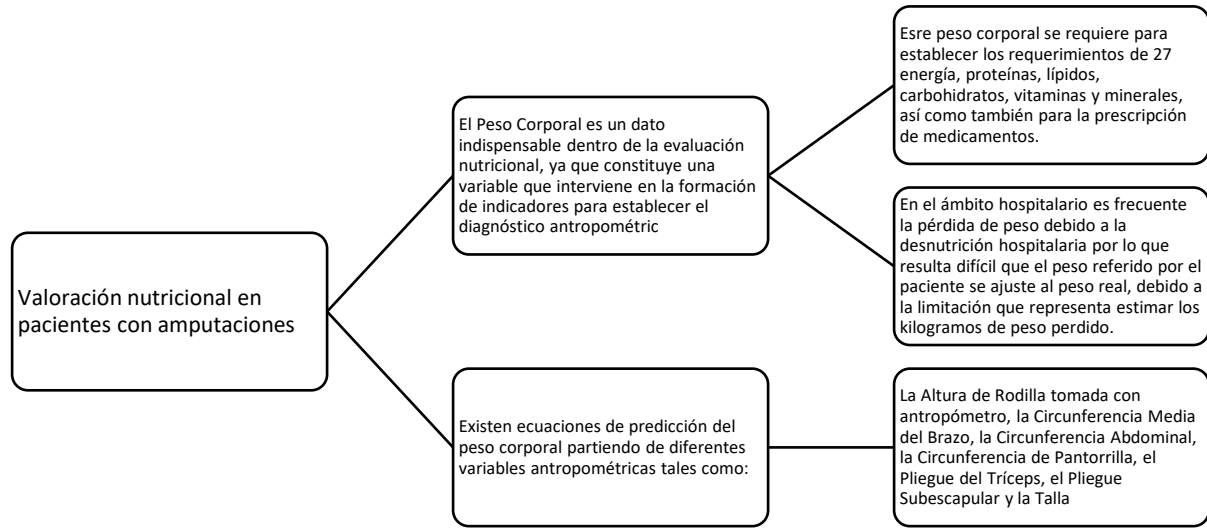 Valoración nutricional en
pacientes con amputaciones
El Peso Corporal es un dato
indispensable dentro de la evaluación
nutricional, ya que constituye una
variable que interviene en la formación
de indicadores para establecer el
diagnóstico antropométric
Esre peso corporal se requiere para
establecer los requerimientos de 27
energía, proteínas, lípidos,
carbohidratos, vitaminas y minerales,
así como también para la prescripción
de medicamentos.
En el ámbito hospitalario es frecuente
la pérdida de peso debido a la
desnutrición hospitalaria por lo que
resulta difícil que el peso referido por el
paciente se ajuste al peso real, debido a
la limitación que representa estimar los
kilogramos de peso perdido.
Existen ecuaciones de predicción del
peso corporal partiendo de diferentes
variables antropométricas tales como:
La Altura de Rodilla tomada con
antropómetro, la Circunferencia Media
del Brazo, la Circunferencia Abdominal,
la Circunferencia de Pantorrilla, el
Pliegue del Tríceps, el Pliegue
Subescapular y la Talla